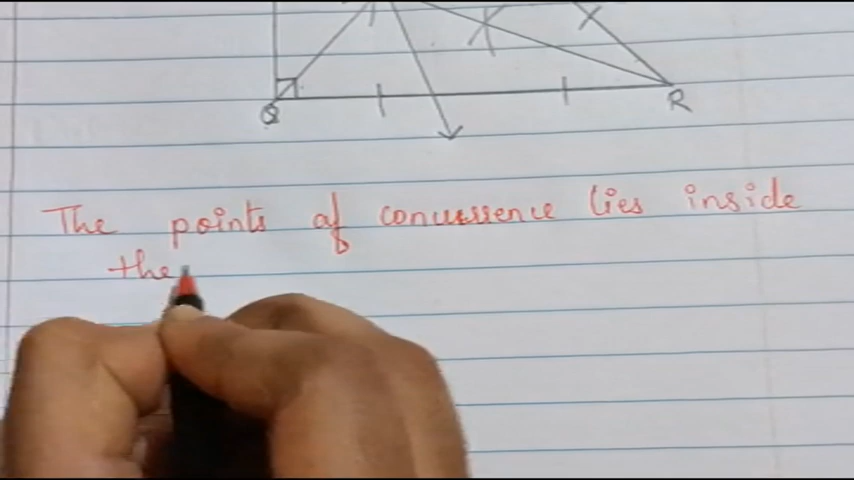 Q
R
The points of concurrence lies inside
the